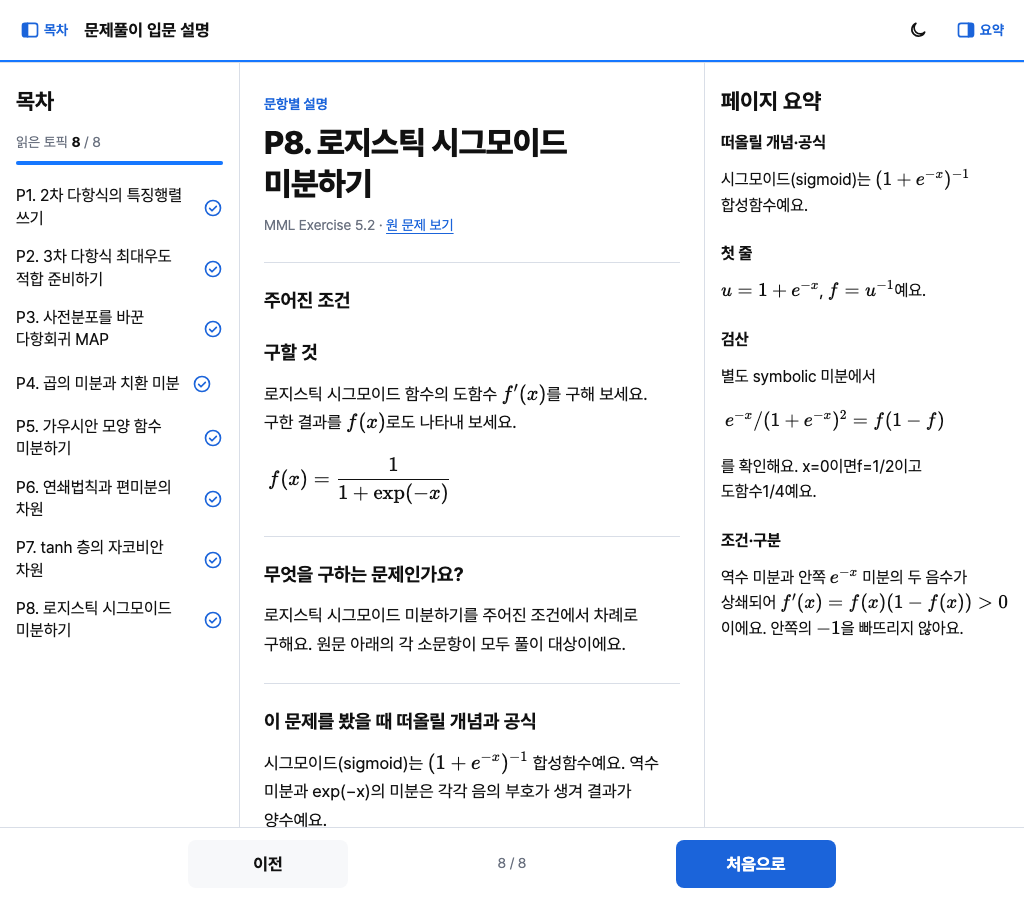 목차 문제풀이 입문 설명 요약
목차
읽은 토픽 8 / 8
P1. 2차 다항식의 특징행렬
쓰기
P2. 3차 다항식 최대우도
적합 준비하기
P3. 사전분포를 바꾼
다항회귀 MAP
P4. 곱의 미분과 치환 미분
P5. 가우시안 모양 함수
미분하기
P6. 연쇄법칙과 편미분의
차원
P7. tanh 층의 자코비안
차원
P8. 로지스틱 시그모이드
미분하기
문항별 설명
P8. 로지스틱 시그모이드
미분하기
MML Exercise 5.2 · 원 문제 보기
주어진 조건
구할 것
로지스틱 시그모이드 함수의 도함수 f′(x)를 구해 보세요.
구한 결과를 f(x)로도 나타내 보세요.
f(x) = 1 / (1 + exp(−x))
무엇을 구하는 문제인가요?
로지스틱 시그모이드 미분하기를 주어진 조건에서 차례로
구해요. 원문 아래의 각 소문항이 모두 풀이 대상이에요.
이 문제를 봤을 때 떠올릴 개념과 공식
시그모이드(sigmoid)는 (1 + e^{−x})^{−1} 합성함수예요. 역수
미분과 exp(−x)의 미분은 각각 음의 부호가 생겨 결과가
양수예요.
페이지 요약
떠올릴 개념·공식
시그모이드(sigmoid)는 (1 + e^{−x})^{−1}
합성함수예요.
첫 줄
u = 1 + e^{−x}, f = u^{−1}예요.
검산
별도 symbolic 미분에서
e^{−x}/(1 + e^{−x})^2 = f(1 − f)
를 확인해요. x=0이면f=1/2이고
도함수1/4예요.
조건·구분
역수 미분과 안쪽 e^{−x} 미분의 두 음수가
상쇄되어 f′(x) = f(x)(1 − f(x)) > 0
이에요. 안쪽의 −1을 빠뜨리지 않아요.
이전 8 / 8 처음으로